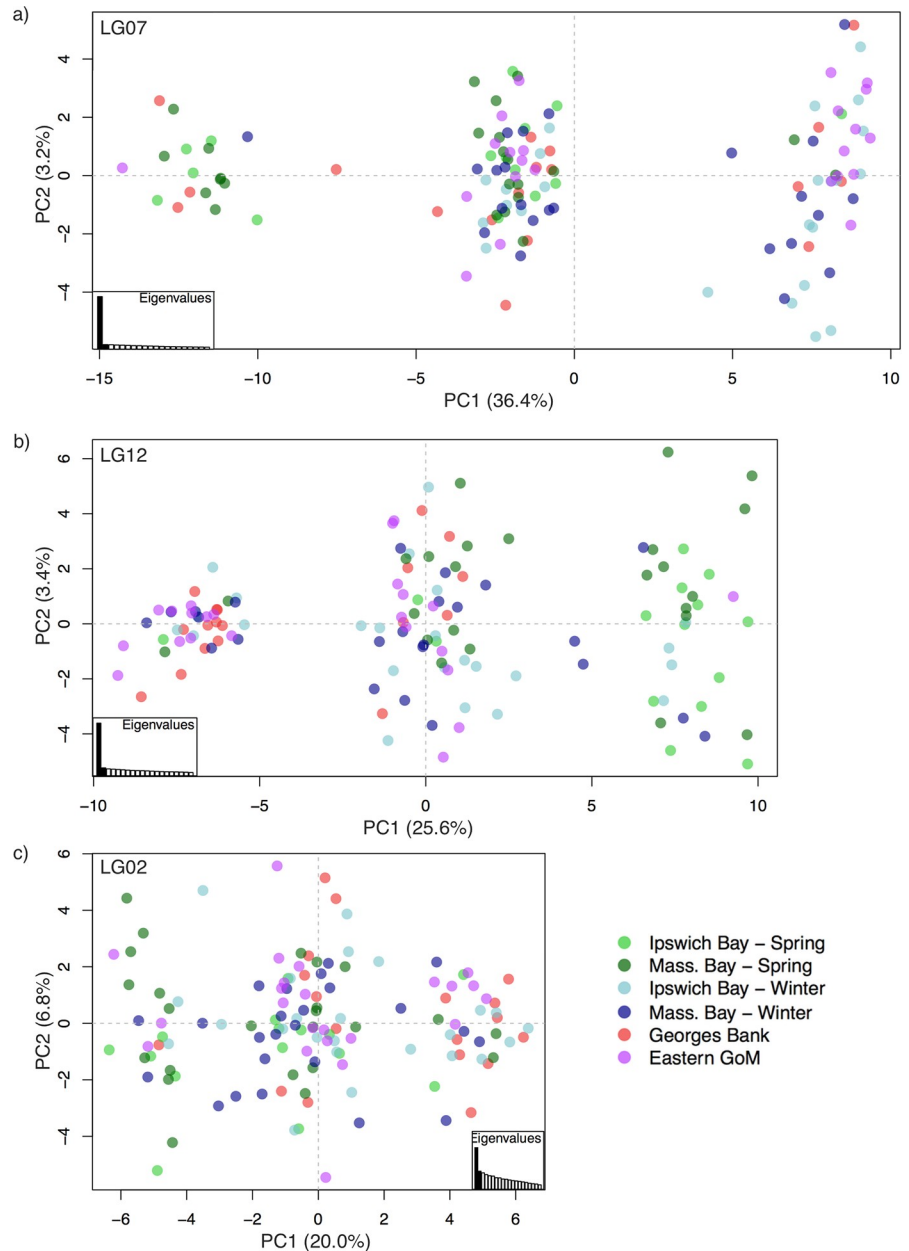 a)
LG07
PC2 (3.2%)
4
2
0
−2
−4
Eigenvalues
−15 −10 −5 0 5 10
PC1 (36.4%)
b)
LG12
PC2 (3.4%)
6
4
2
0
−2
−4
Eigenvalues
−10 −5 0 5 10
PC1 (25.6%)
c)
LG02
PC2 (6.8%)
6
4
2
0
−2
−4
Eigenvalues
−6 −4 −2 0 2 4 6
PC1 (20.0%)
Ipswich Bay − Spring
Mass. Bay − Spring
Ipswich Bay − Winter
Mass. Bay − Winter
Georges Bank
Eastern GoM